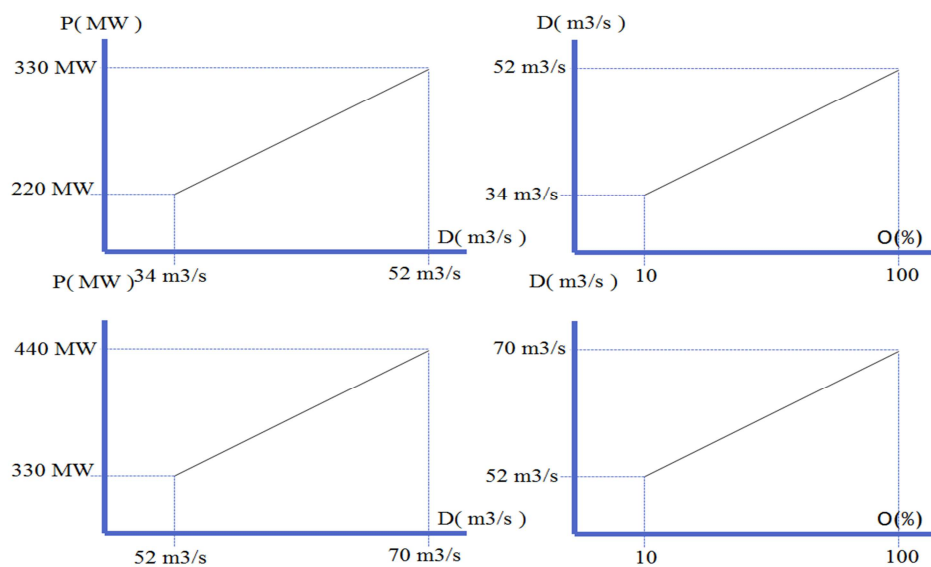 P( MW )
330 MW
220 MW
D( m3/s )
34 m3/s
52 m3/s
D( m3/s )
52 m3/s
34 m3/s
O(%)
10
100
P( MW )
440 MW
330 MW
D( m3/s )
52 m3/s
70 m3/s
D( m3/s )
70 m3/s
52 m3/s
O(%)
10
100